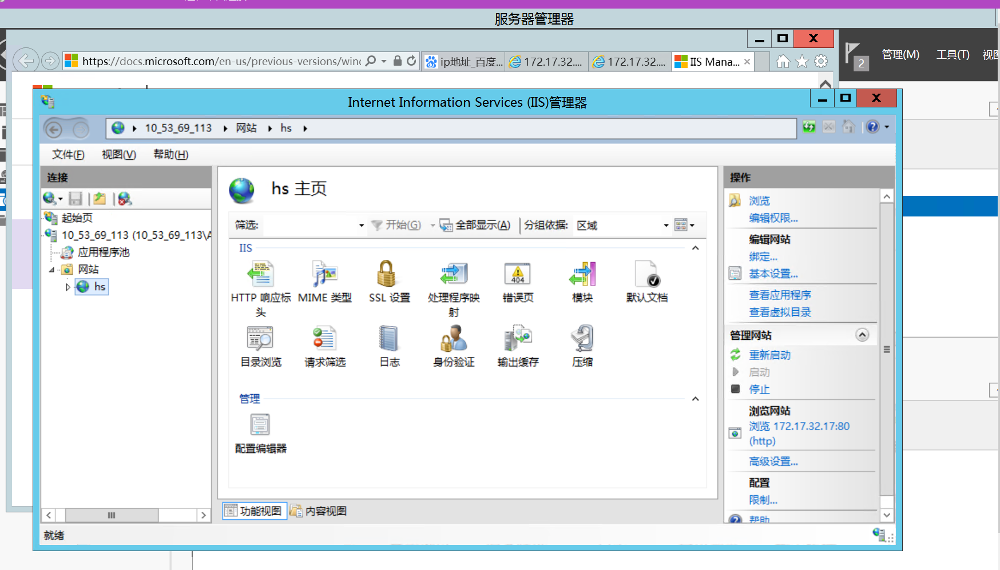 服务器管理器
https://docs.microsoft.com/en-us/previous-versions/winc
ip地址_百度...
172.17.32....
172.17.32....
IIS Mana...
2
管理(M)
工具(T)
Internet Information Services (IIS)管理器
10_53_69_113
网站
hs
文件(F)
视图(V)
帮助(H)
连接
起始页
10_53_69_113 (10_53_69_113\A
应用程序池
网站
hs
hs 主页
筛选:
开始(G)
全部显示(A)
分组依据:
区域
IIS
HTTP 响应标头
MIME 类型
SSL 设置
处理程序映射
404
错误页
模块
默认文档
目录浏览
请求筛选
日志
身份验证
输出缓存
压缩
管理
配置编辑器
功能视图
内容视图
就绪
操作
浏览
编辑权限...
编辑网站
绑定...
基本设置...
查看应用程序
查看虚拟目录
管理网站
重新启动
启动
停止
浏览网站
浏览 172.17.32.17:80
(http)
高级设置...
配置
限制...
帮助